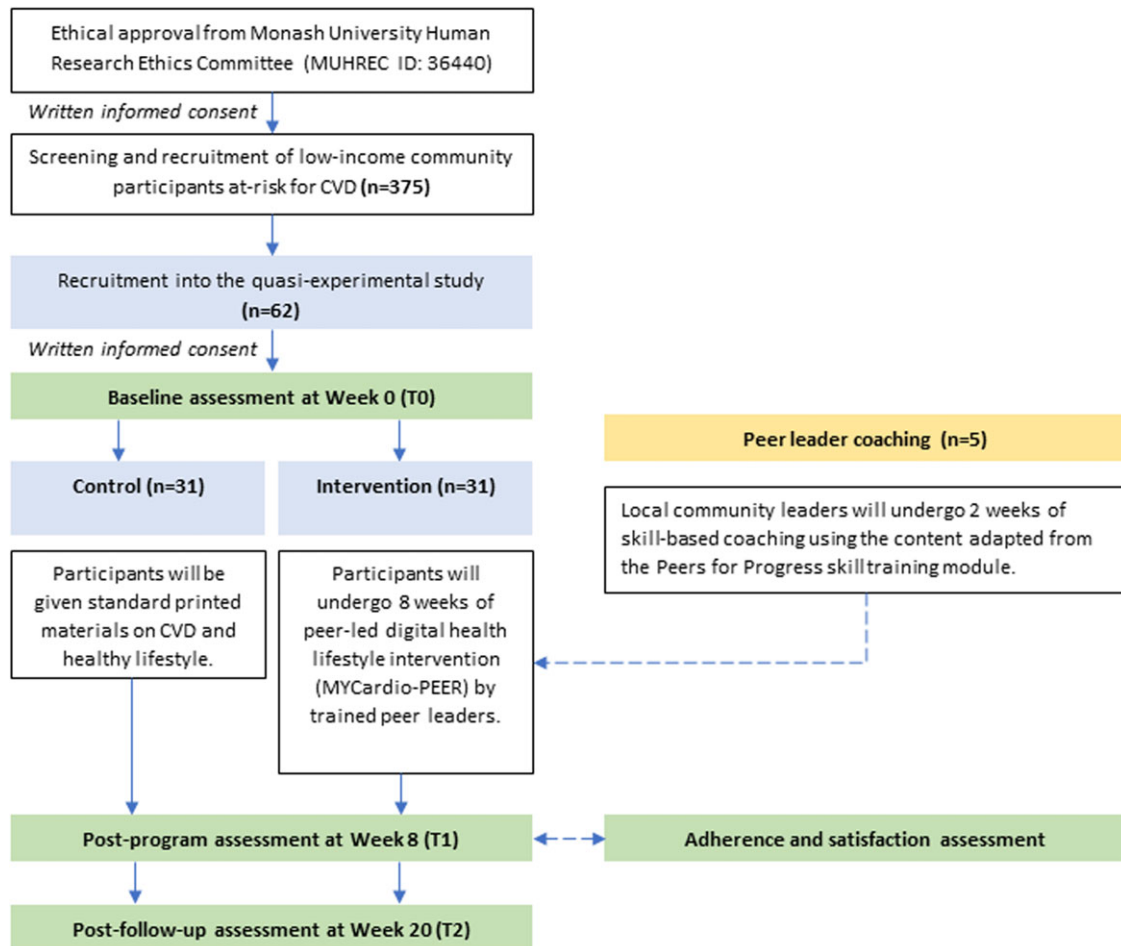 Ethical approval from Monash University Human
Research Ethics Committee (MUHREC ID: 36440)
Written informed consent
Screening and recruitment of low-income community
participants at-risk for CVD (n=375)
Recruitment into the quasi-experimental study
(n=62)
Written informed consent
Baseline assessment at Week 0 (T0)
Control (n=31)
Intervention (n=31)
Peer leader coaching (n=5)
Local community leaders will undergo 2 weeks of
skill-based coaching using the content adapted from
the Peers for Progress skill training module.
Participants will be
given standard printed
materials on CVD and
healthy lifestyle.
Participants will
undergo 8 weeks of
peer-led digital health
lifestyle intervention
(MYCardio-PEER) by
trained peer leaders.
Post-program assessment at Week 8 (T1)
Adherence and satisfaction assessment
Post-follow-up assessment at Week 20 (T2)